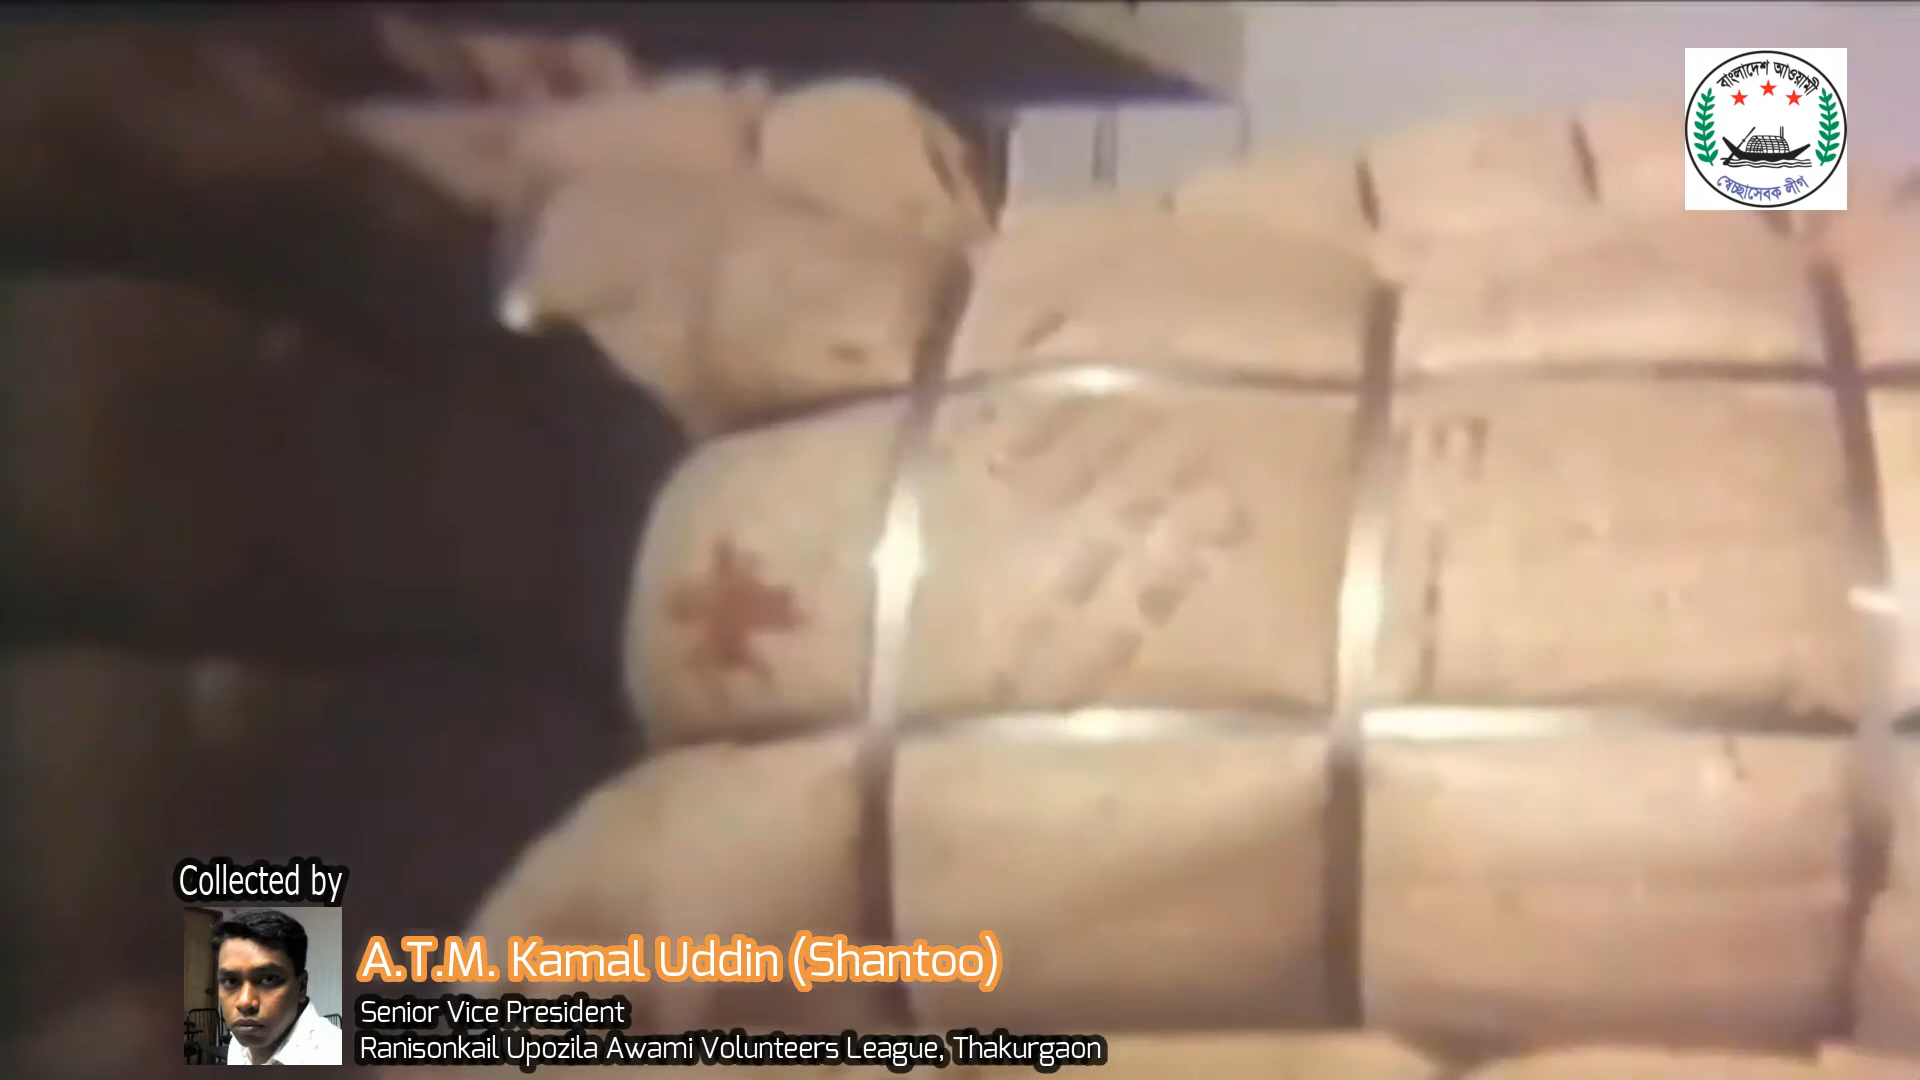 বাংলাদেশ আওয়ামী
স্বেচ্ছাসেবক লীগ
Collected by
A.T.M. Kamal Uddin (Shantoo)
Senior Vice President
Ranisonkail Upozila Awami Volunteers League, Thakurgaon